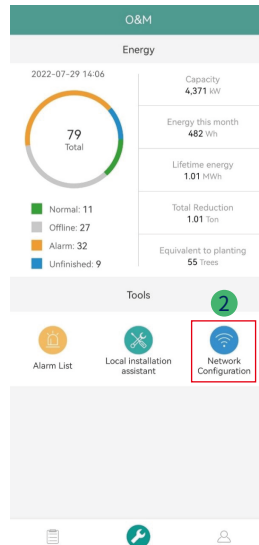 O&M
Energy
2022-07-29 14:06
79
Total
Normal: 11
Offline: 27
Alarm: 32
Unfinished: 9
Capacity
4,371 kW
Energy this month
482 Wh
Lifetime energy
1.01 MWh
Total Reduction
1.01 Ton
Equivalent to planting
55 Trees
Tools
2
Alarm List
Local installation
assistant
Network
Configuration